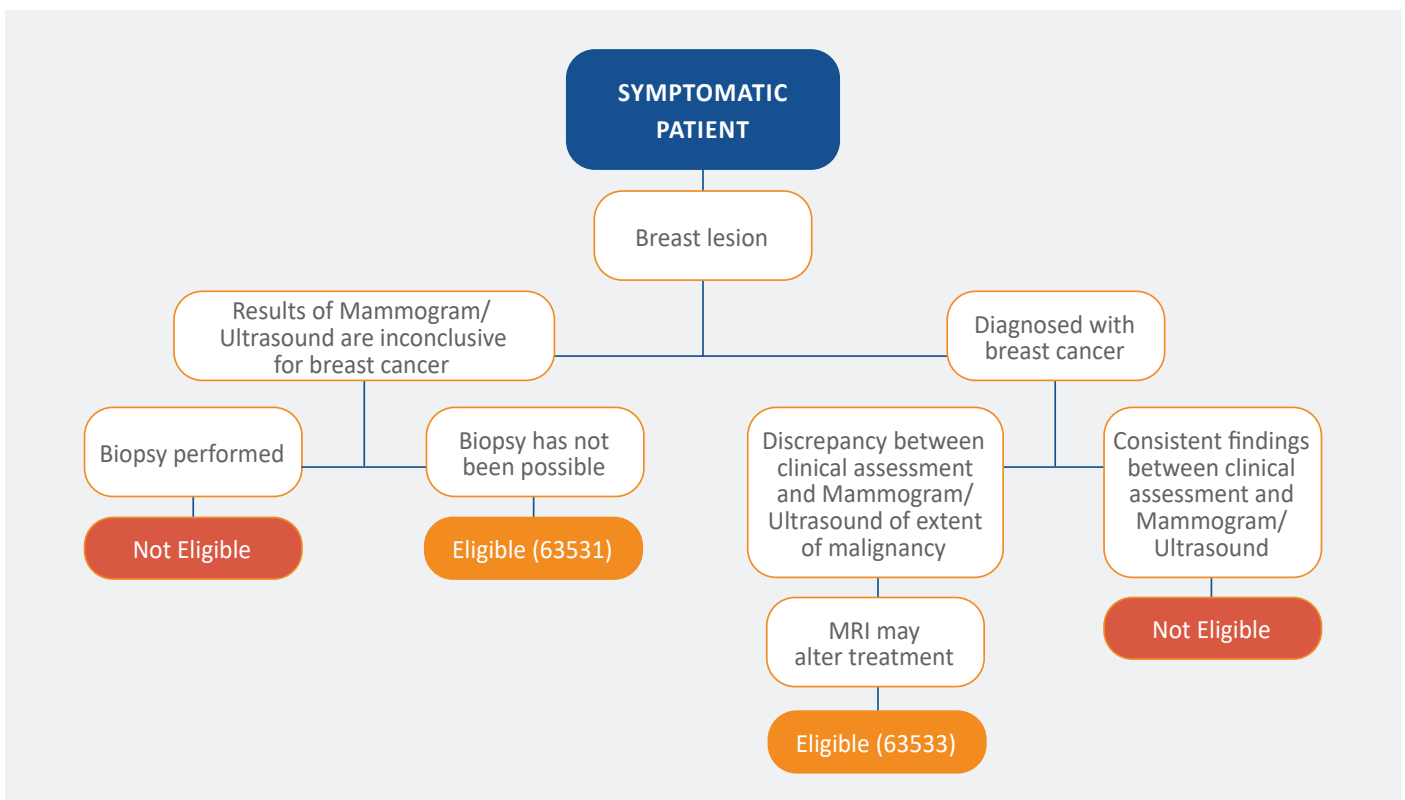 SYMPTOMATIC
PATIENT
Breast lesion
Results of Mammogram/
Ultrasound are inconclusive
for breast cancer
Diagnosed with
breast cancer
Biopsy performed
Biopsy has not
been possible
Discrepancy between
clinical assessment
and Mammogram/
Ultrasound of extent
of malignancy
Consistent findings
between clinical
assessment and
Mammogram/
Ultrasound
Not Eligible
Eligible (63531)
MRI may
alter treatment
Not Eligible
Eligible (63533)